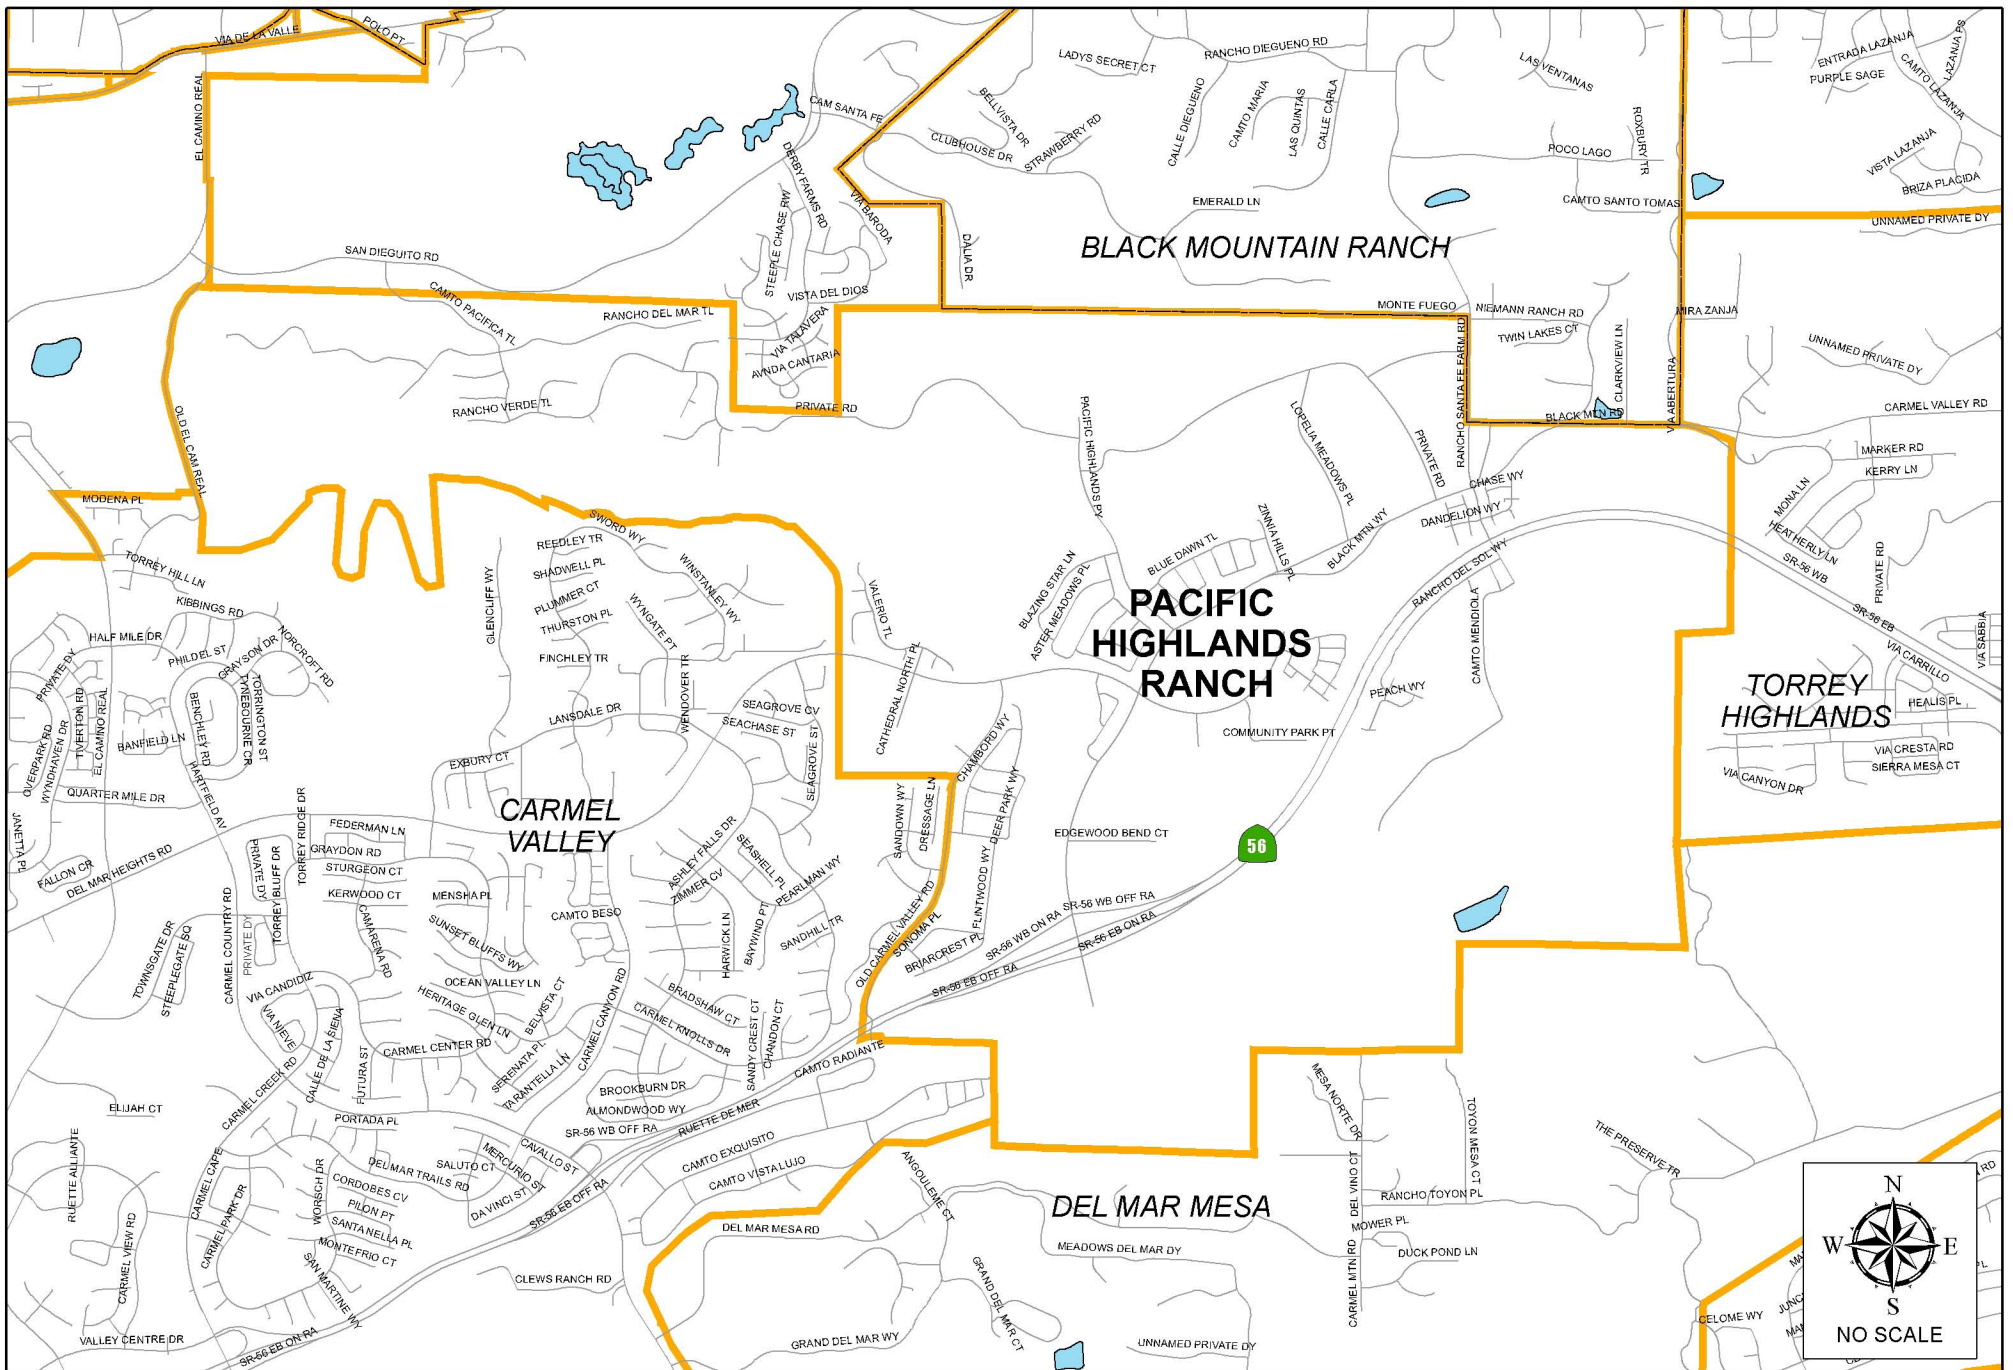 VIA DE LA VALLE
POLO PT
EL CAMINO REAL
CAM SANTA FE
LADYS SECRET CT
RANCHO DIEGUENO RD
LAS VENTANAS
ENTRADA LAZANJA
PURPLE SAGE
CAMTO LAZANJA
LAZANJA PS
BELLVISTA DR
CLUBHOUSE DR
STRAWBERRY RD
CALLE DIEGUENO
CAMTO MARIA
LAS QUINTAS
CALLE CARLA
POCO LAGO
ROXBURY TR
VISTA LAZANJA
BRIZA PLACIDA
DERBY FARMS RD
STEEPLE CHASE RW
VIA BARODA
EMERALD LN
CAMTO SANTO TOMAS
UNNAMED PRIVATE DY
DALIA DR
BLACK MOUNTAIN RANCH
SAN DIEGUITO RD
CAMTO PACIFICA TL
RANCHO DEL MAR TL
VISTA DEL DIOS
VIA TALAVERA
AVNDA CANTARIA
MONTE FUEGO
NIEMANN RANCH RD
TWIN LAKES CT
MIRA ZANJA
UNNAMED PRIVATE DY
RANCHO SANTA FE FARM RD
CLARKVIEW LN
VIA ABERTURA
OLD EL CAM REAL
RANCHO VERDE TL
PRIVATE RD
PACIFIC HIGHLANDS PY
LOPELIA MEADOWS PL
PRIVATE RD
BLACK MTN RD
CARMEL VALLEY RD
MARKER RD
KERRY LN
MONA LN
HEATHERLY LN
MODENA PL
SWORD WY
CHASE WY
DANDELION WY
ZINNIA HILLS PL
BLACK MTN WY
BLUE DAWN TL
RANCHO DEL SOL WY
SR-56 WB
SR-56 EB
PRIVATE RD
REEDLEY TR
SHADWELL PL
PLUMMER CT
THURSTON PL
FINCHLEY TR
GLENCLIFF WY
WYNGATE PT
WINSTANLEY WY
WENDOVER TR
VALERIO TL
CATHEDRAL NORTH PL
BLAZING STAR LN
ASTER MEADOWS PL
PACIFIC
HIGHLANDS
RANCH
CAMTO MENDIOLA
PEACH WY
COMMUNITY PARK PT
TORREY
HIGHLANDS
VIA SABBIA
VIA CARRILLO
HEALIS PL
VIA CRESTA RD
SIERRA MESA CT
VIA CANYON DR
TORREY HILL LN
KIBBINGS RD
HALF MILE DR
PHILDEL ST
GRAYSON DR
NORCROFT RD
PRIVATE DY
TIVERTON RD
EL CAMINO REAL
OVERPARK RD
WYNDHAVEN DR
BANFIELD LN
BENCHLEY RD
TYNEBOURNE CR
TORRINGTON ST
QUARTER MILE DR
HARTFIELD AV
JANETTA PL
FALLON CR
DEL MAR HEIGHTS RD
LANSDALE DR
EXBURY CT
SEAGROVE CV
SEACHASE ST
SEAGROVE ST
CARMEL
VALLEY
TORREY RIDGE DR
FEDERMAN LN
GRAYDON RD
STURGEON CT
KERWOOD CT
MENSHA PL
CAMARENA RD
SUNSET BLUFFS WY
CAMTO BESO
PRIVATE DY
TORREY BLUFF DR
PRIVATE DY
CARMEL COUNTRY RD
TOWNSGATE DR
STEEPLEGATE SQ
ASHLEY FALLS DR
ZIMMER CV
SEASHELL PL
PEARLMAN WY
HARWICK LN
BAYWIND PT
SANDHILL TR
SANDOWN WY
DRESSAGE LN
CHAMBORD WY
DEER PARK WY
FLINTWOOD WY
OLD CARMEL VALLEY RD
SONOMA PL
BRIARCREST PL
EDGEWOOD BEND CT
56
SR-56 WB ON RA
SR-56 WB OFF RA
SR-56 EB ON RA
SR-56 EB OFF RA
VIA CANDIDIZ
VIA NIEVE
CALLE DE LA SIENA
FUTURA ST
OCEAN VALLEY LN
HERITAGE GLEN LN
BELVISTA CT
CARMEL CENTER RD
SERENATA PL
TARANTELLA LN
CARMEL CANYON RD
BRADSHAW CT
CARMEL KNOLLS DR
SANDY CREST CT
CHANDON CT
CAMTO RADIANTE
BROOKBURN DR
ALMONDWOOD WY
SR-56 WB OFF RA
RUETTE DE MER
CAMTO EXQUISITO
CAMTO VISTA LUJO
CARMEL CREEK RD
ELIJAH CT
PORTADA PL
CAVALLO ST
MERCURIO ST
SALUTO CT
DA VINCI ST
SR-56 EB OFF RA
DEL MAR TRAILS RD
CORDOBES CV
PILON PT
SANTA NELLA PL
MONTE FRIO CT
SAN MARTINE WY
WORSCH DR
CARMEL CAPE
CARMEL PARK DR
RUETTE ALLIANTE
CARMEL VIEW RD
VALLEY CENTRE DR
SR-56 EB ON RA
CLEWS RANCH RD
DEL MAR MESA RD
ANGOULEME CT
DEL MAR MESA
MEADOWS DEL MAR DY
GRAND DEL MAR CT
GRAND DEL MAR WY
UNNAMED PRIVATE DY
MESA NORTE DR
DEL VINO CT
TOYON MESA CT
RANCHO TOYON PL
MOWER PL
DUCK POND LN
CARMEL MTN RD
THE PRESERVE TR
CELOME WY
N
W
E
S
NO SCALE